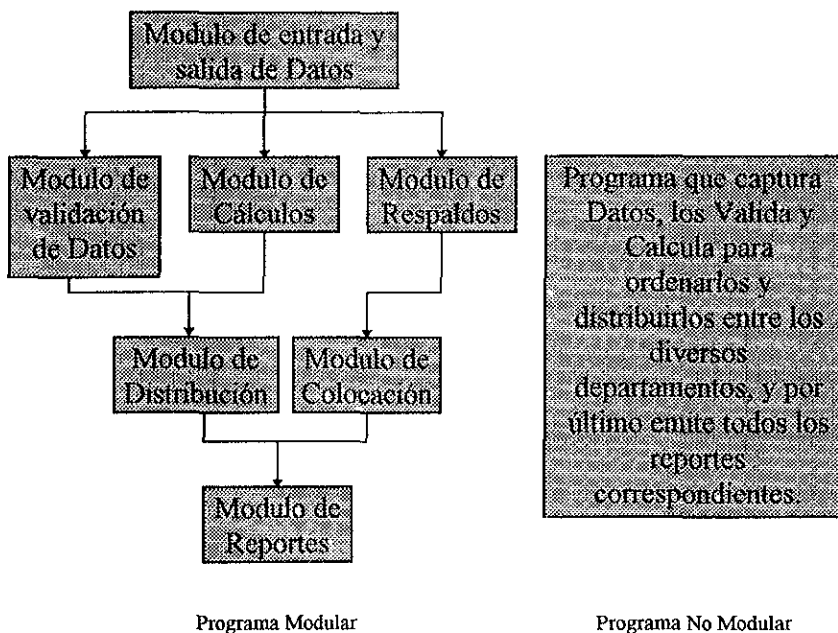 Modulo de entrada y
salida de Datos
Modulo de
validación
de Datos
Modulo de
Cálculos
Modulo de
Respaldos
Modulo de
Distribución
Modulo de
Colocación
Modulo de
Reportes
Programa Modular
Programa que captura
Datos, los Valida y
Calcula para
ordenarlos y
distribuirlos entre los
diversos
departamentos, y por
último emite todos los
reportes
correspondientes.
Programa No Modular